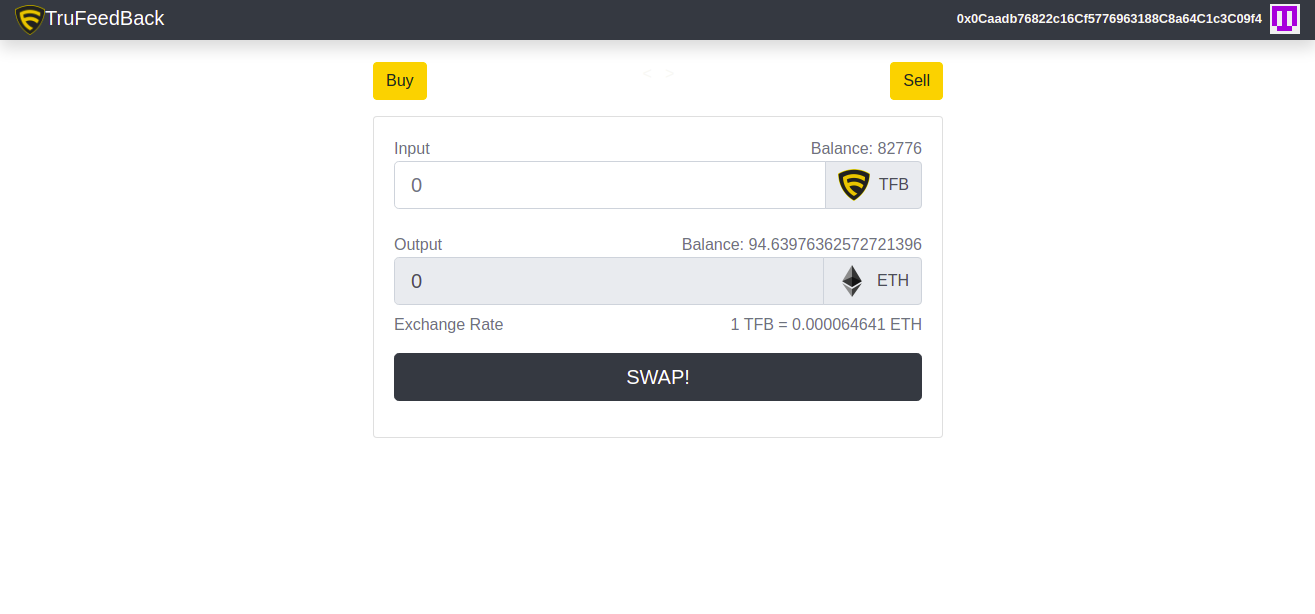 TruFeedBack
0x0Caadb76822c16Cf5776963188C8a64C1c3C09f4
Buy
< >
Sell
Input
Balance: 82776
0
TFB
Output
Balance: 94.63976362572721396
0
ETH
Exchange Rate
1 TFB = 0.000064641 ETH
SWAP!